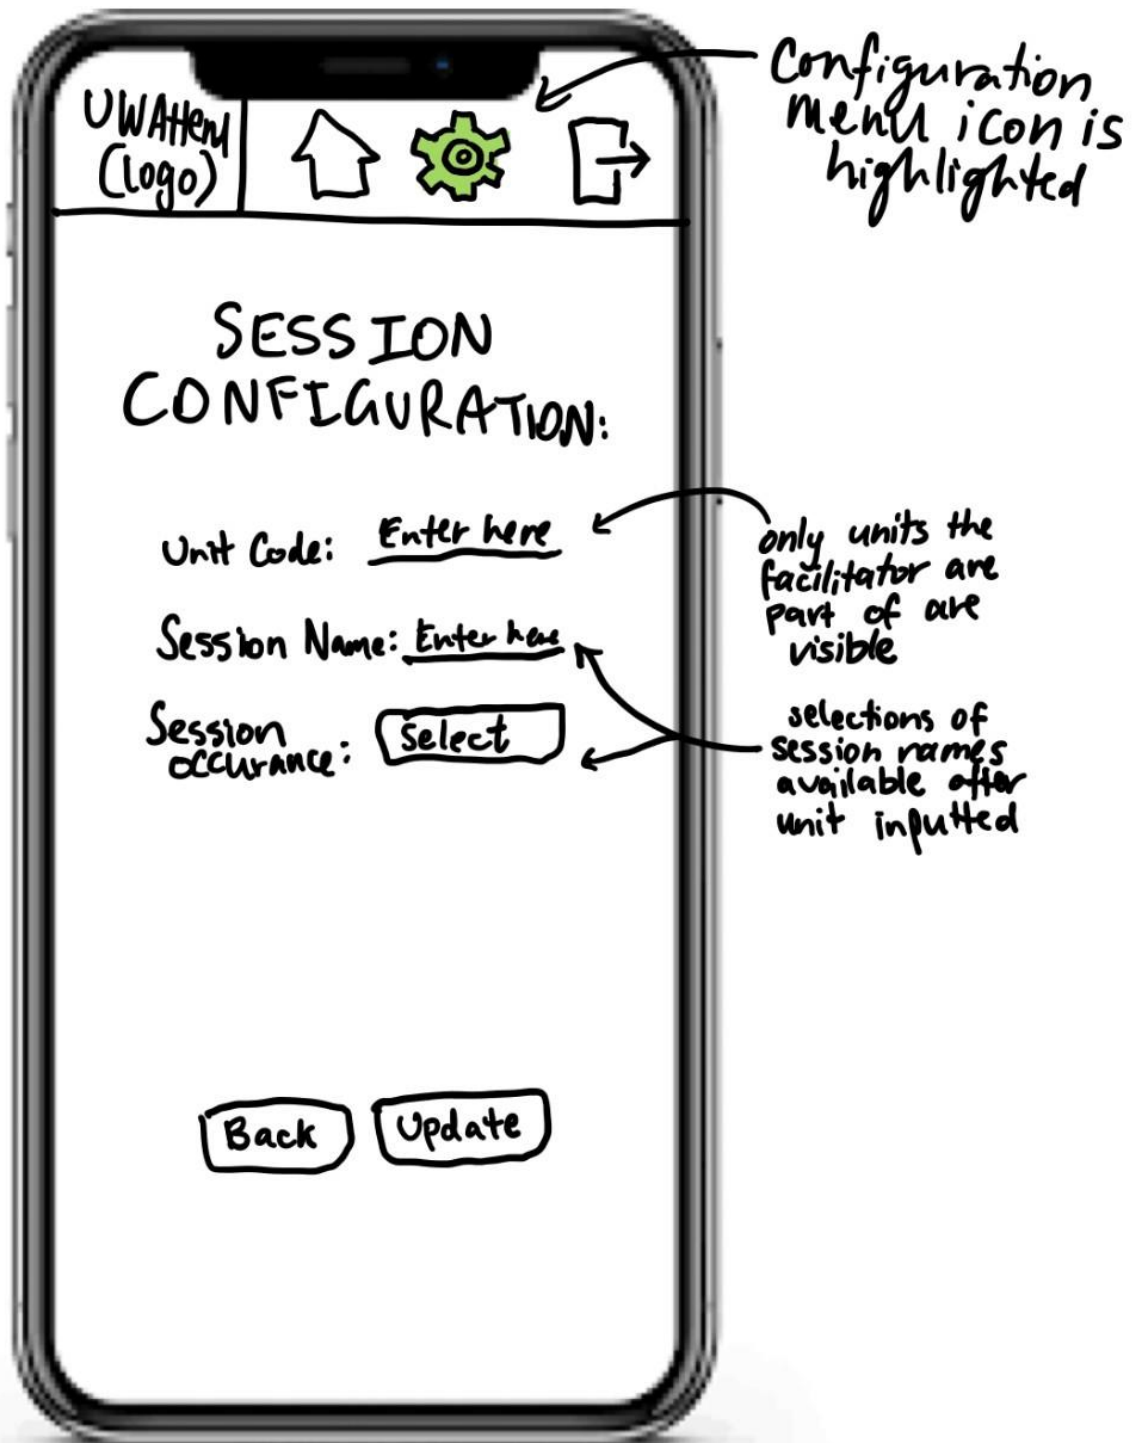 UWAttend
(logo)
Configuration
menu icon is
highlighted
SESSION
CONFIGURATION:
Unit Code: Enter here
only units the
facilitator are
part of are
visible
Session Name: Enter here
Session
occurance: Select
selections of
session names
available after
unit inputted
Back Update